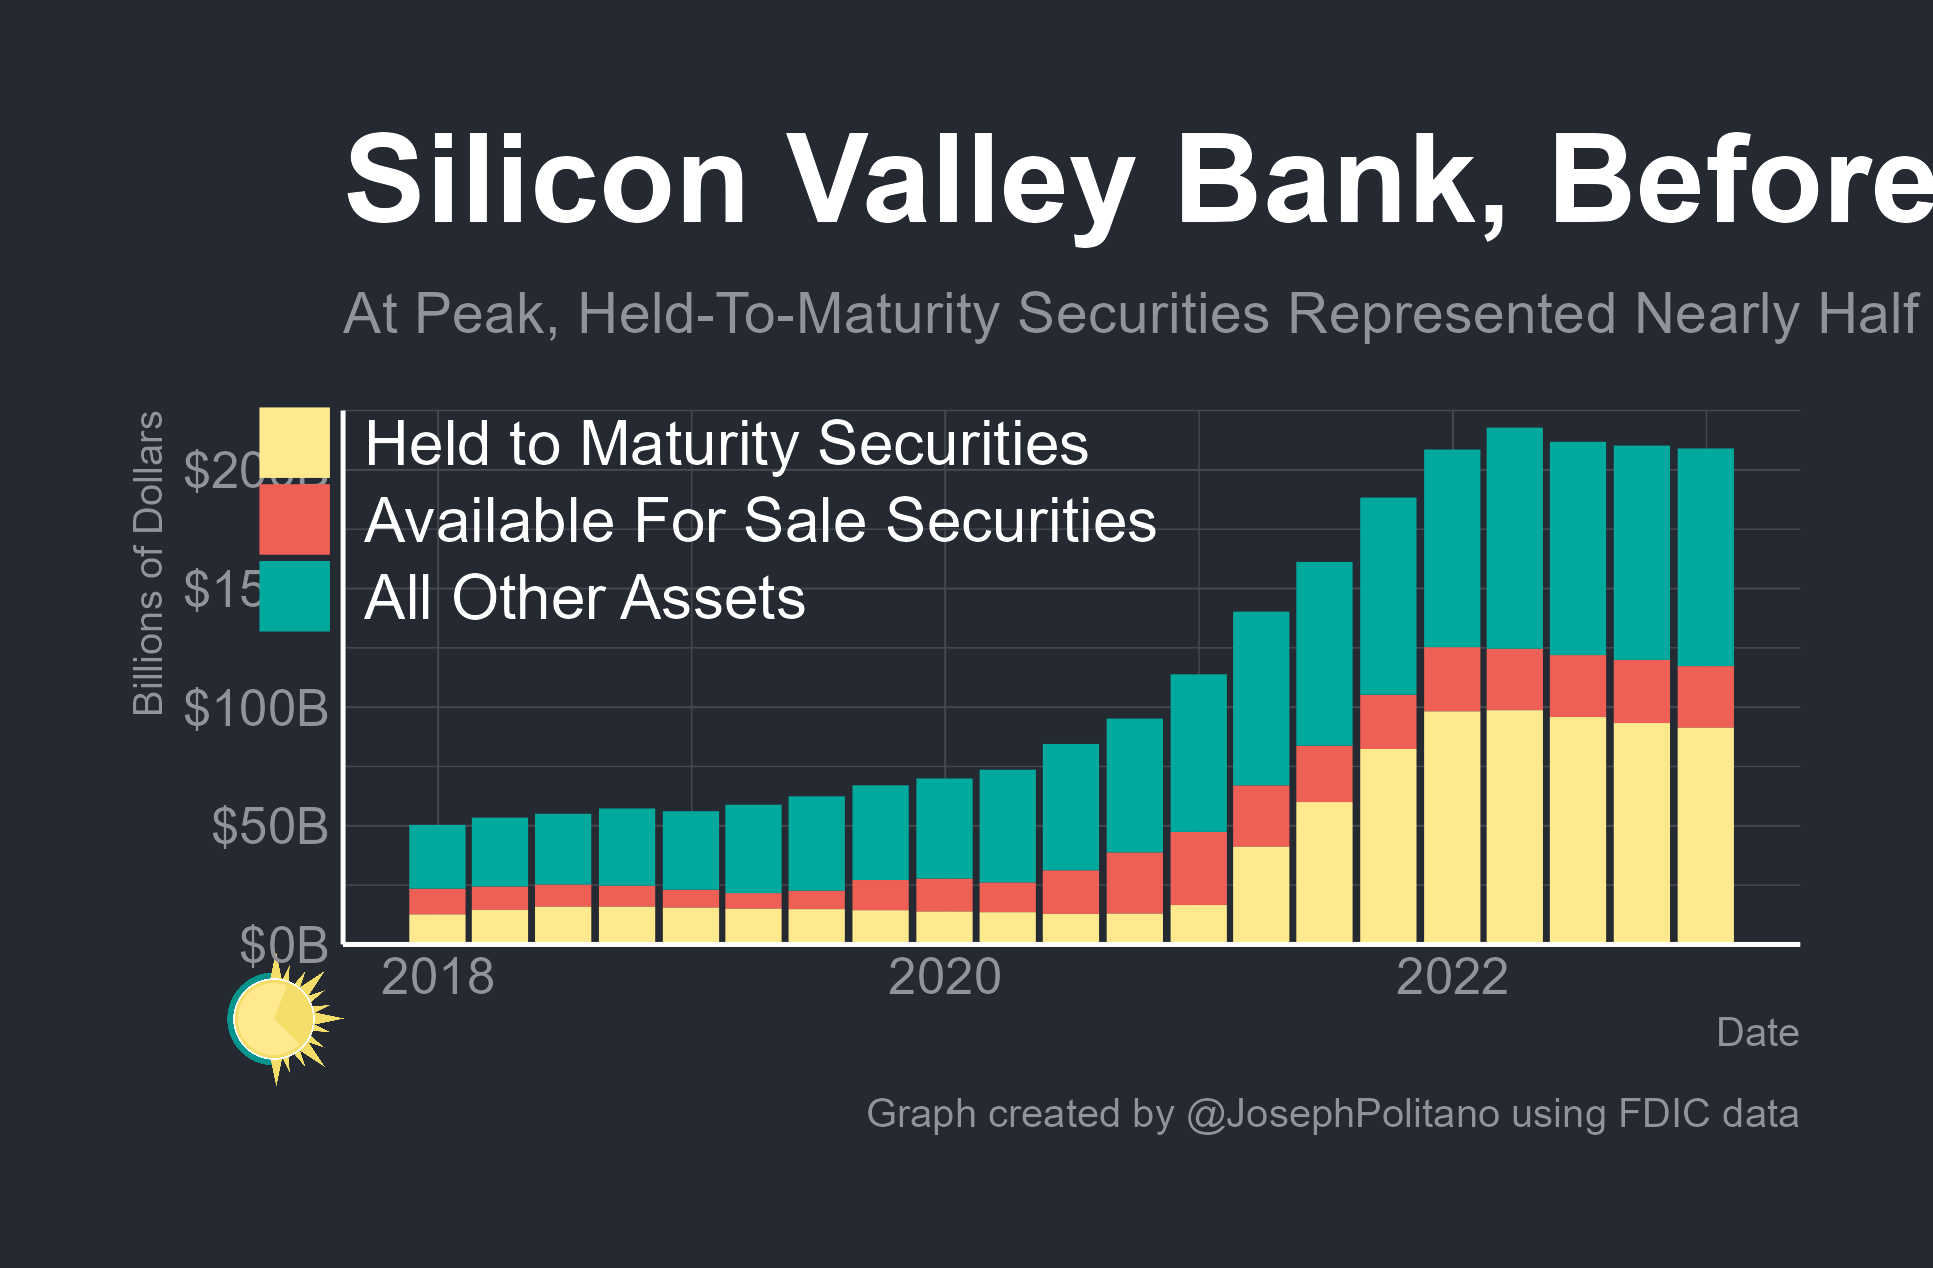 Silicon Valley Bank, Before
At Peak, Held-To-Maturity Securities Represented Nearly Half
Billions of Dollars
Held to Maturity Securities
Available For Sale Securities
All Other Assets
$100B
$50B
$0B
2018 2020 2022
Date
Graph created by @JosephPolitano using FDIC data